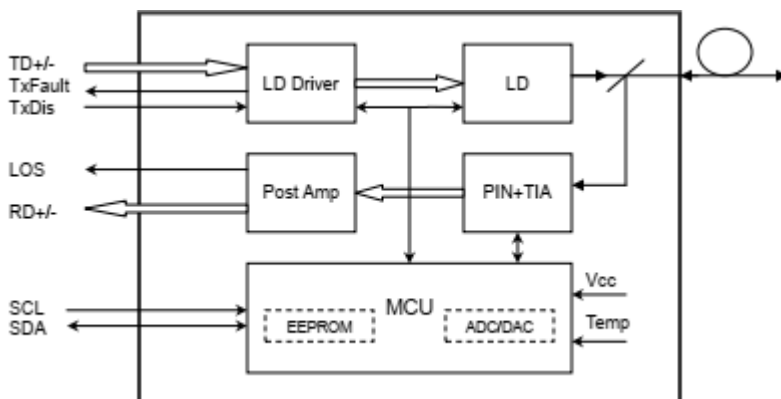 TD+/-
TxFault
TxDis
LD Driver
LD
LOS
RD+/-
Post Amp
PIN+TIA
SCL
SDA
MCU
EEPROM
ADC/DAC
Vcc
Temp